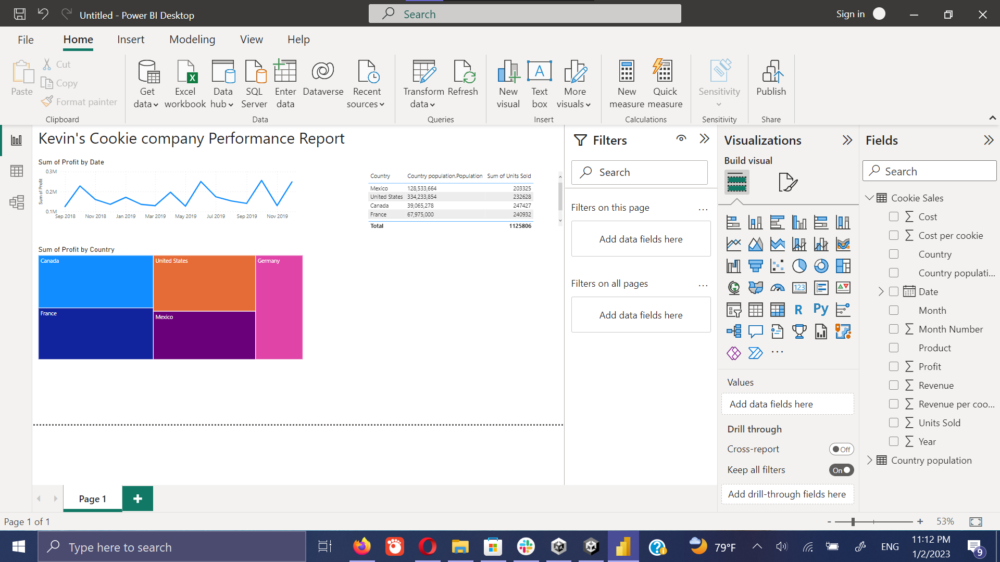 Untitled - Power BI Desktop
Search
Sign in
File
Home
Insert
Modeling
View
Help
Paste
Cut
Copy
Format painter
Clipboard
Get data
Excel workbook
Data hub
SQL Server
Enter data
Dataverse
Recent sources
Data
Transform data
Refresh
Queries
New visual
A
Text box
More visuals
Insert
New measure
Quick measure
Calculations
Sensitivity
Sensitivity
Publish
Share
Kevin's Cookie company Performance Report
Sum of Profit by Date
Sum of Profit
0.3M
0.2M
0.1M
Sep 2018 Nov 2018 Jan 2019 Mar 2019 May 2019 Jul 2019 Sep 2019 Nov 2019
Country Country population.Population Sum of Units Sold
Mexico 128,533,664 203325
United States 334,233,854 232628
Canada 39,065,278 247427
France 67,975,000 240932
Total 1125806
Sum of Profit by Country
Canada
United States
Germany
France
Mexico
Filters
Search
Filters on this page ...
Add data fields here
Filters on all pages ...
Add data fields here
Visualizations
Build visual
123
R
Py
...
Values
Add data fields here
Drill through
Cross-report Off
Keep all filters On
Add drill-through fields here
Fields
Search
Cookie Sales
Σ Cost
Σ Cost per cookie
Country
Country populati...
Date
Month
Σ Month Number
Product
Σ Profit
Σ Revenue
Σ Revenue per coo...
Σ Units Sold
Σ Year
Country population
Page 1
+
Page 1 of 1
- + 53%
Type here to search
79°F
ENG
11:12 PM
1/2/2023
9